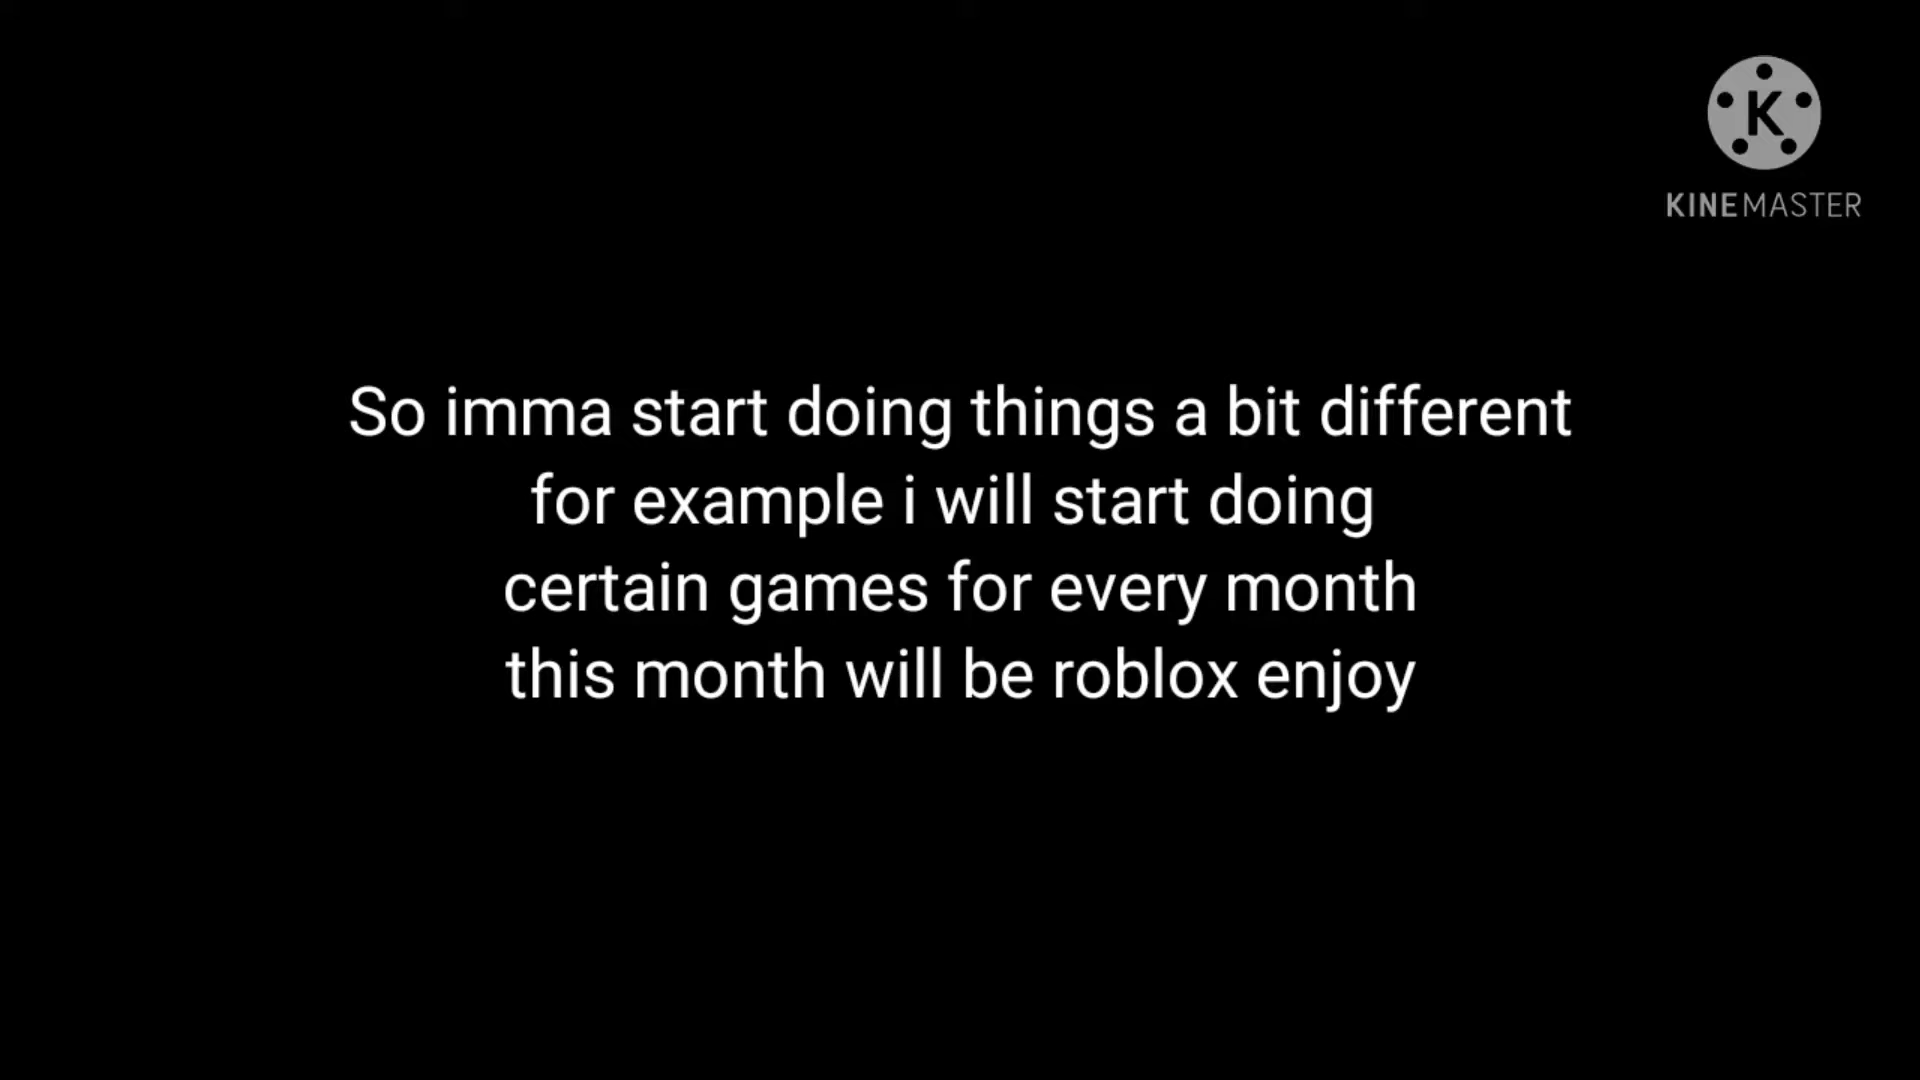 K
KINEMASTER
So imma start doing things a bit different
for example i will start doing
certain games for every month
this month will be roblox enjoy